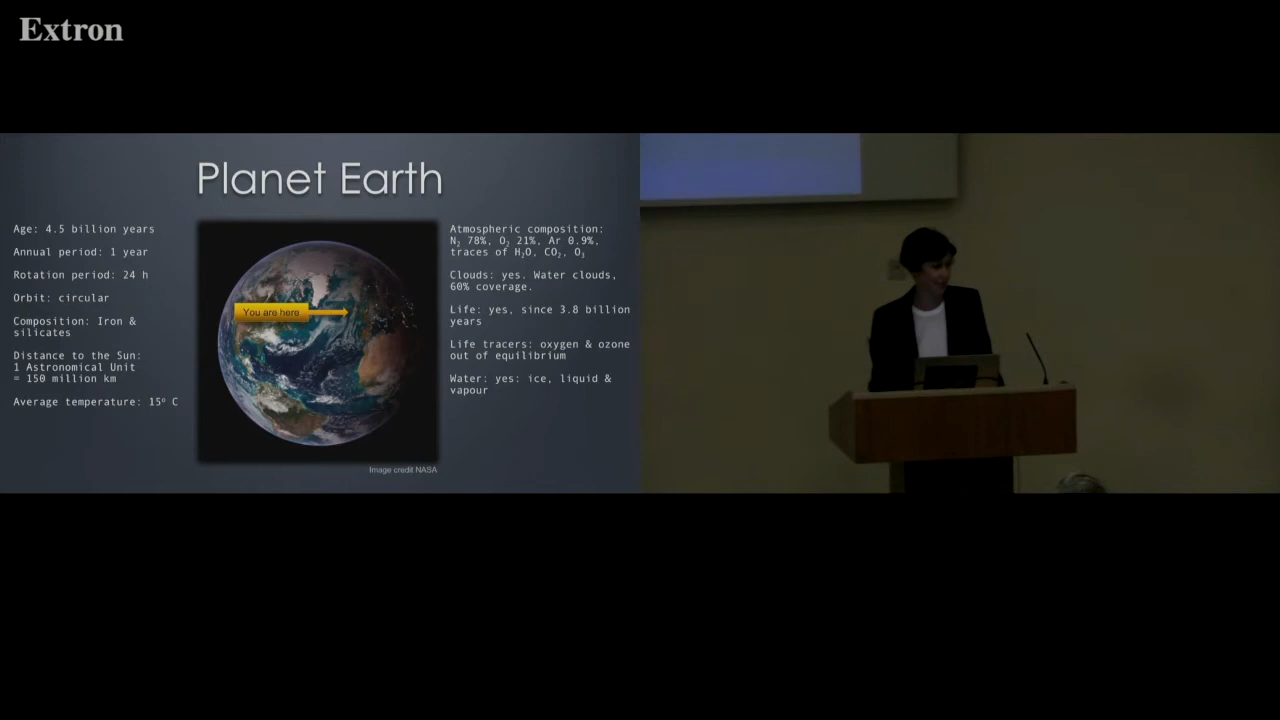 Extron
Planet Earth
Age: 4.5 billion years
Annual period: 1 year
Rotation period: 24 h
Orbit: circular
Composition: Iron &
silicates
Distance to the Sun:
1 Astronomical Unit
= 150 million km
Average temperature: 15º C
You are here
Image credit NASA
Atmospheric composition:
N₂ 78%, O₂ 21%, Ar 0.9%,
traces of H₂O, CO₂, O₃
Clouds: yes. Water clouds,
60% coverage.
Life: yes, since 3.8 billion
years
Life tracers: oxygen & ozone
out of equilibrium
Water: yes: ice, liquid &
vapour